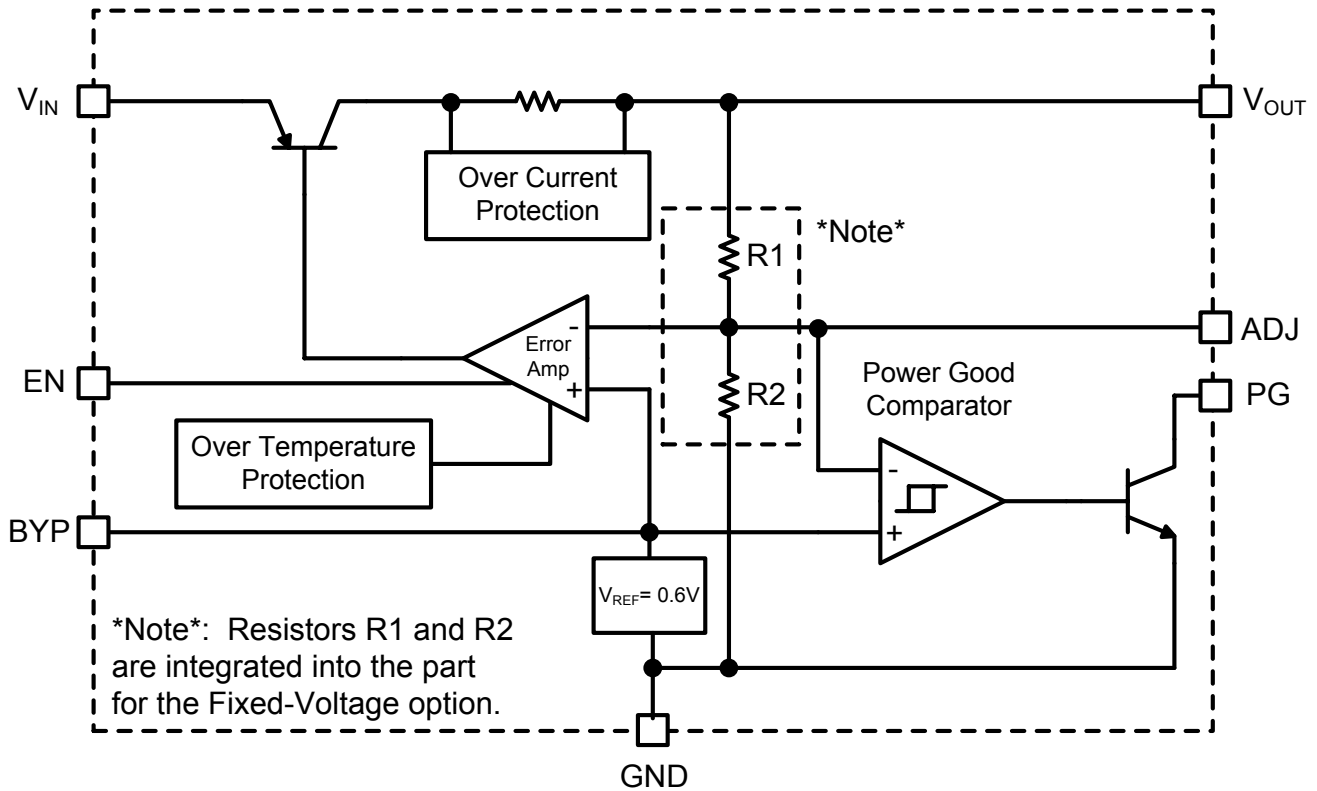 VIN
VOUT
Over Current
Protection
*Note*
R1
ADJ
-
Error
Amp
+
EN
R2
Power Good
Comparator
PG
Over Temperature
Protection
-
+
BYP
VREF= 0.6V
*Note*: Resistors R1 and R2
are integrated into the part
for the Fixed-Voltage option.
GND